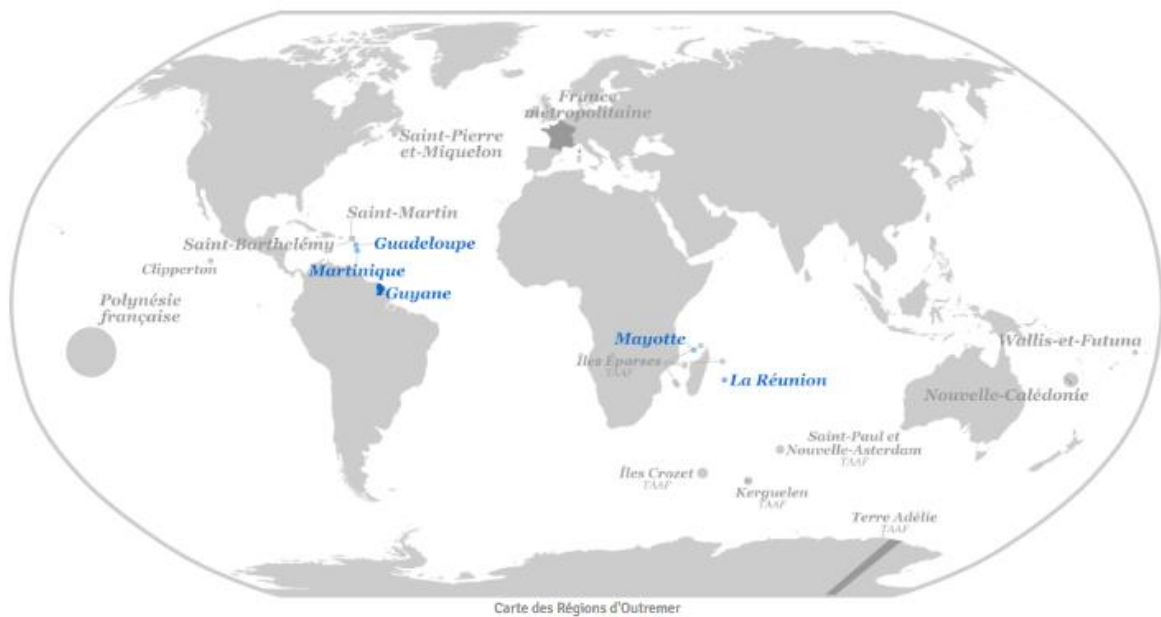 France
métropolitaine
Saint-Pierre
et-Miquelon
Saint-Martin
Saint-Barthelémy
Guadeloupe
Clipperton
Martinique
Guyane
Polynésie
française
Mayotte
Îles Éparses
TAAF
La Réunion
Wallis-et-Futuna
Nouvelle-Calédonie
Saint-Paul et
Nouvelle-Asterdam
TAAF
Îles Crozet
TAAF
Kerguelen
TAAF
Terre Adélie
TAAF
Carte des Régions d'Outremer